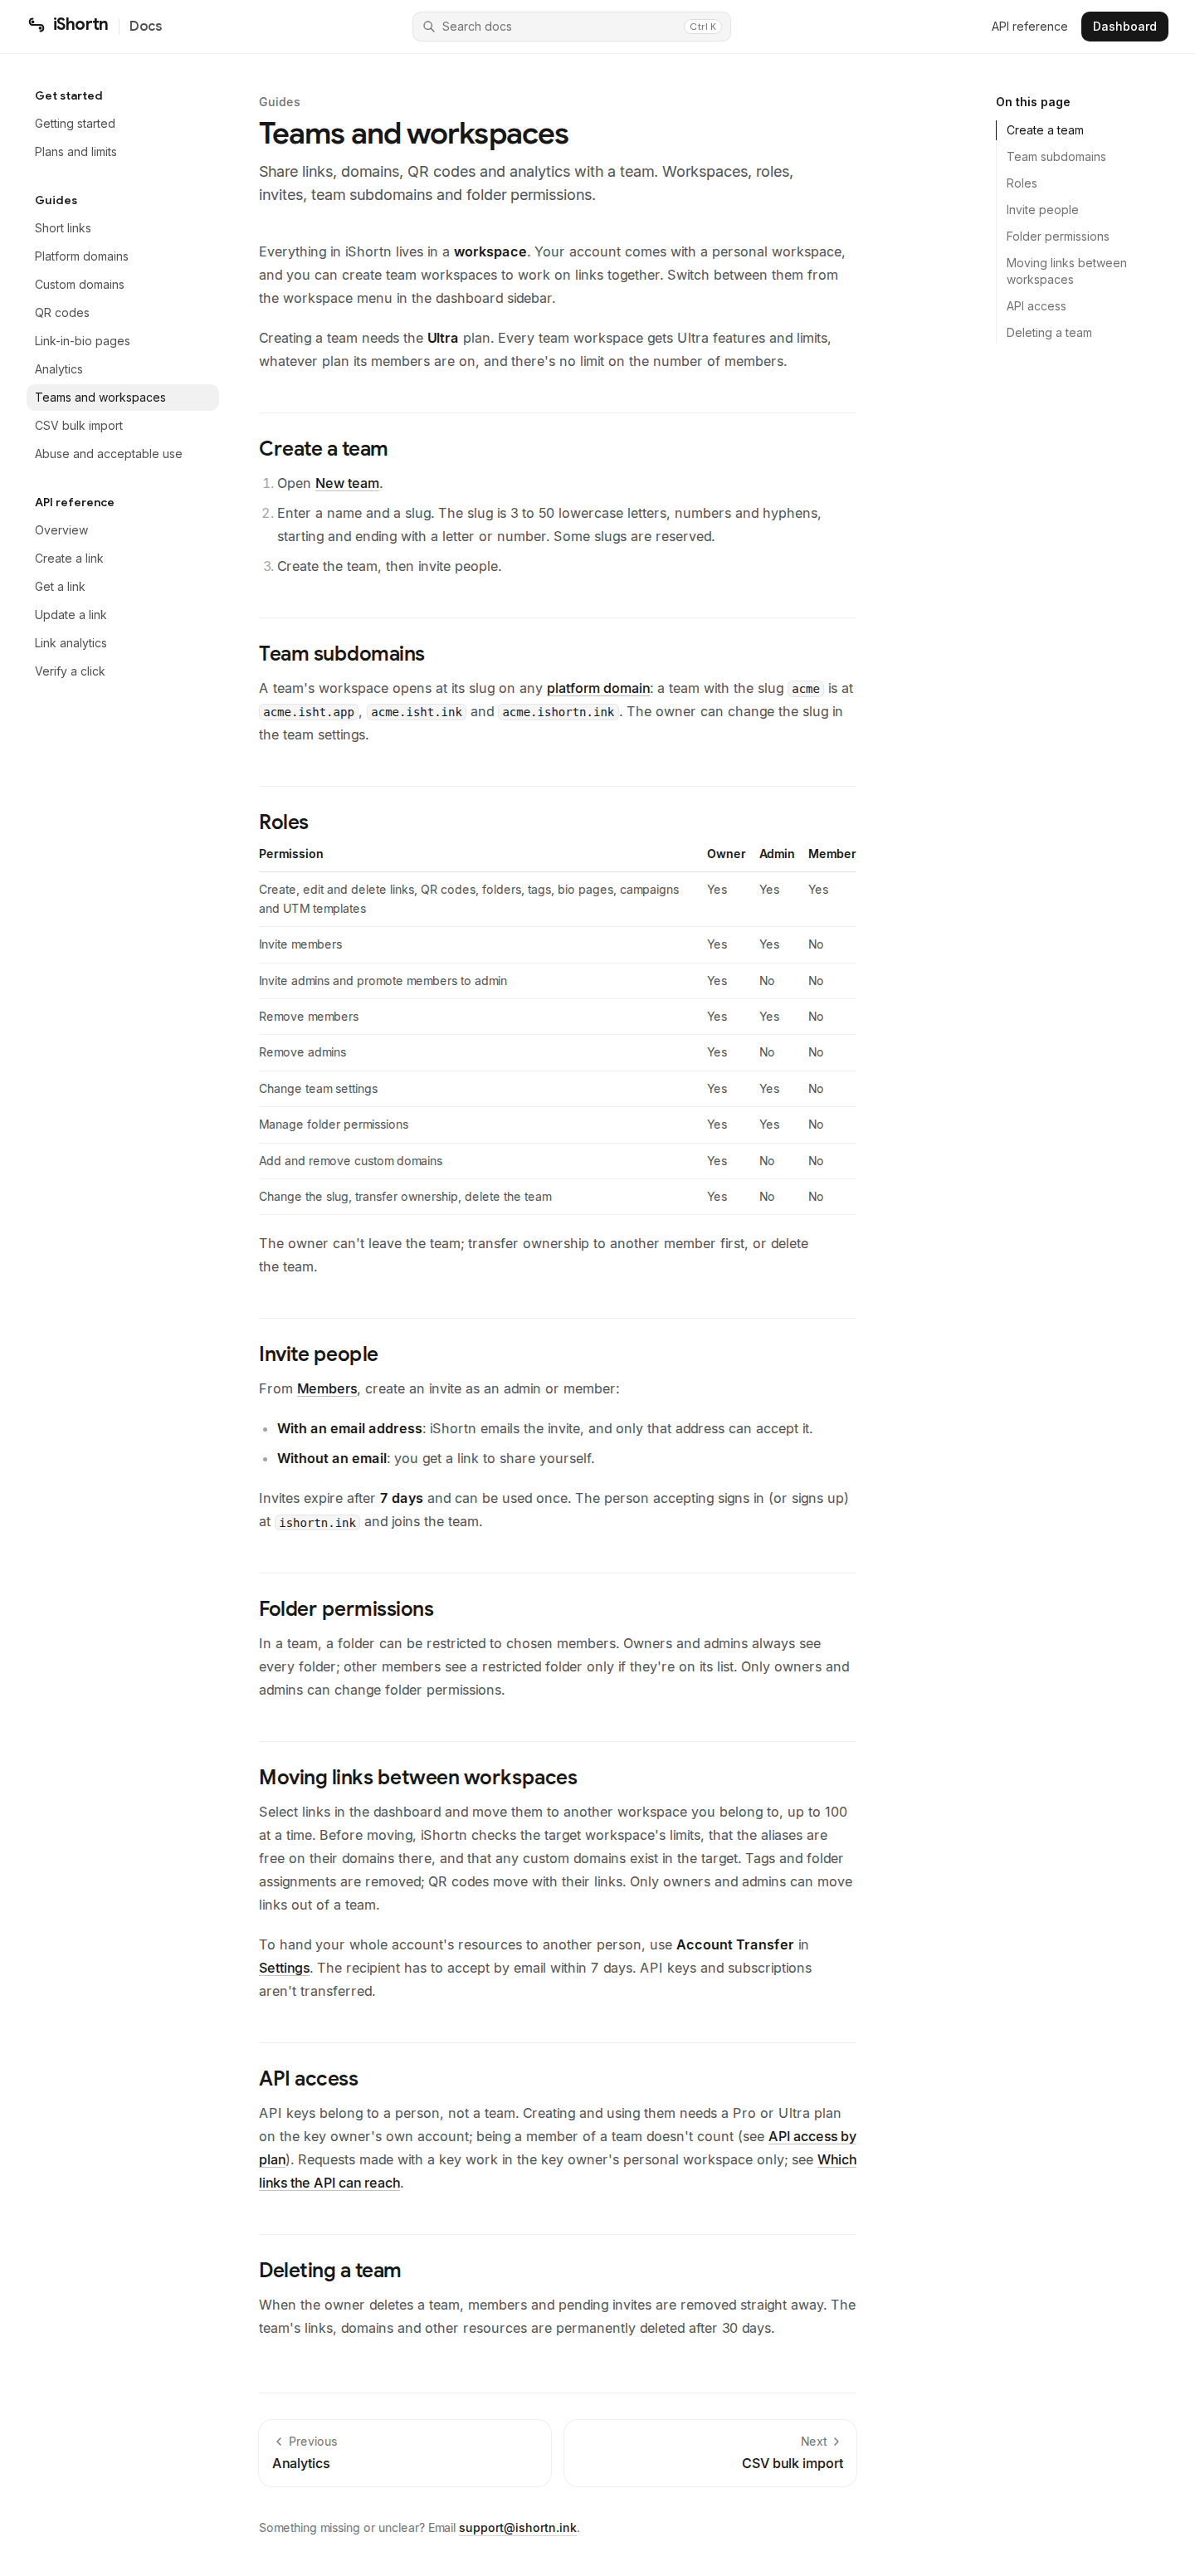 iShortn Docs
Search docs Ctrl K
API reference Dashboard
Get started
Getting started
Plans and limits
Guides
Short links
Platform domains
Custom domains
QR codes
Link-in-bio pages
Analytics
Teams and workspaces
CSV bulk import
Abuse and acceptable use
API reference
Overview
Create a link
Get a link
Update a link
Link analytics
Verify a click
Guides
Teams and workspaces
Share links, domains, QR codes and analytics with a team. Workspaces, roles,
invites, team subdomains and folder permissions.
Everything in iShortn lives in a workspace. Your account comes with a personal workspace,
and you can create team workspaces to work on links together. Switch between them from
the workspace menu in the dashboard sidebar.
Creating a team needs the Ultra plan. Every team workspace gets Ultra features and limits,
whatever plan its members are on, and there's no limit on the number of members.
Create a team
1. Open New team.
2. Enter a name and a slug. The slug is 3 to 50 lowercase letters, numbers and hyphens,
starting and ending with a letter or number. Some slugs are reserved.
3. Create the team, then invite people.
Team subdomains
A team's workspace opens at its slug on any platform domain: a team with the slug acme is at
acme.isht.app, acme.isht.ink and acme.ishortn.ink. The owner can change the slug in
the team settings.
Roles
Permission Owner Admin Member
Create, edit and delete links, QR codes, folders, tags, bio pages, campaigns
and UTM templates Yes Yes Yes
Invite members Yes Yes No
Invite admins and promote members to admin Yes No No
Remove members Yes Yes No
Remove admins Yes No No
Change team settings Yes Yes No
Manage folder permissions Yes Yes No
Add and remove custom domains Yes No No
Change the slug, transfer ownership, delete the team Yes No No
The owner can't leave the team; transfer ownership to another member first, or delete
the team.
Invite people
From Members, create an invite as an admin or member:
• With an email address: iShortn emails the invite, and only that address can accept it.
• Without an email: you get a link to share yourself.
Invites expire after 7 days and can be used once. The person accepting signs in (or signs up)
at ishortn.ink and joins the team.
Folder permissions
In a team, a folder can be restricted to chosen members. Owners and admins always see
every folder; other members see a restricted folder only if they're on its list. Only owners and
admins can change folder permissions.
Moving links between workspaces
Select links in the dashboard and move them to another workspace you belong to, up to 100
at a time. Before moving, iShortn checks the target workspace's limits, that the aliases are
free on their domains there, and that any custom domains exist in the target. Tags and folder
assignments are removed; QR codes move with their links. Only owners and admins can move
links out of a team.
To hand your whole account's resources to another person, use Account Transfer in
Settings. The recipient has to accept by email within 7 days. API keys and subscriptions
aren't transferred.
API access
API keys belong to a person, not a team. Creating and using them needs a Pro or Ultra plan
on the key owner's own account; being a member of a team doesn't count (see API access by
plan). Requests made with a key work in the key owner's personal workspace only; see Which
links the API can reach.
Deleting a team
When the owner deletes a team, members and pending invites are removed straight away. The
team's links, domains and other resources are permanently deleted after 30 days.
Previous
Analytics
Next
CSV bulk import
Something missing or unclear? Email support@ishortn.ink.
On this page
Create a team
Team subdomains
Roles
Invite people
Folder permissions
Moving links between
workspaces
API access
Deleting a team